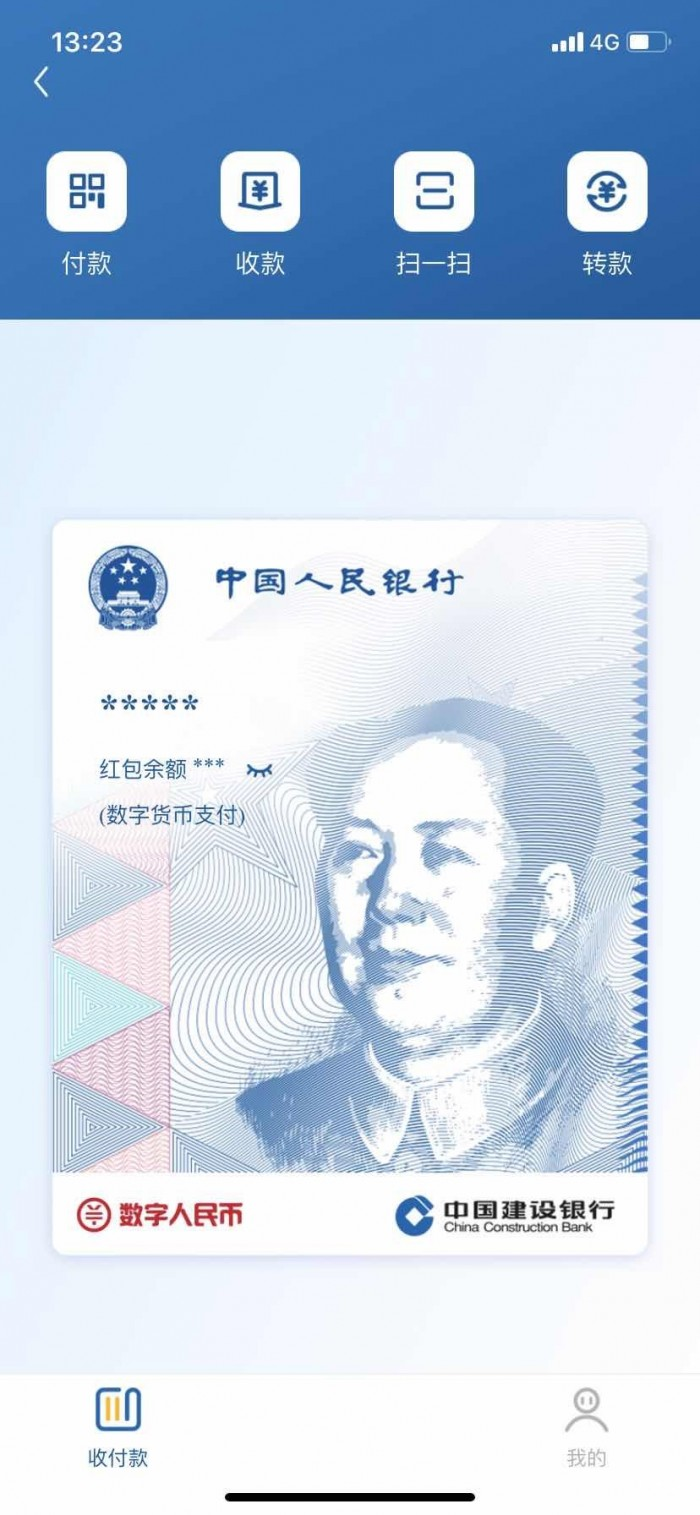 13:23
4G
付款
收款
扫一扫
转款
中国人民银行
*****
红包余额 ***
(数字货币支付)
数字人民币
中国建设银行
China Construction Bank
收付款
我的